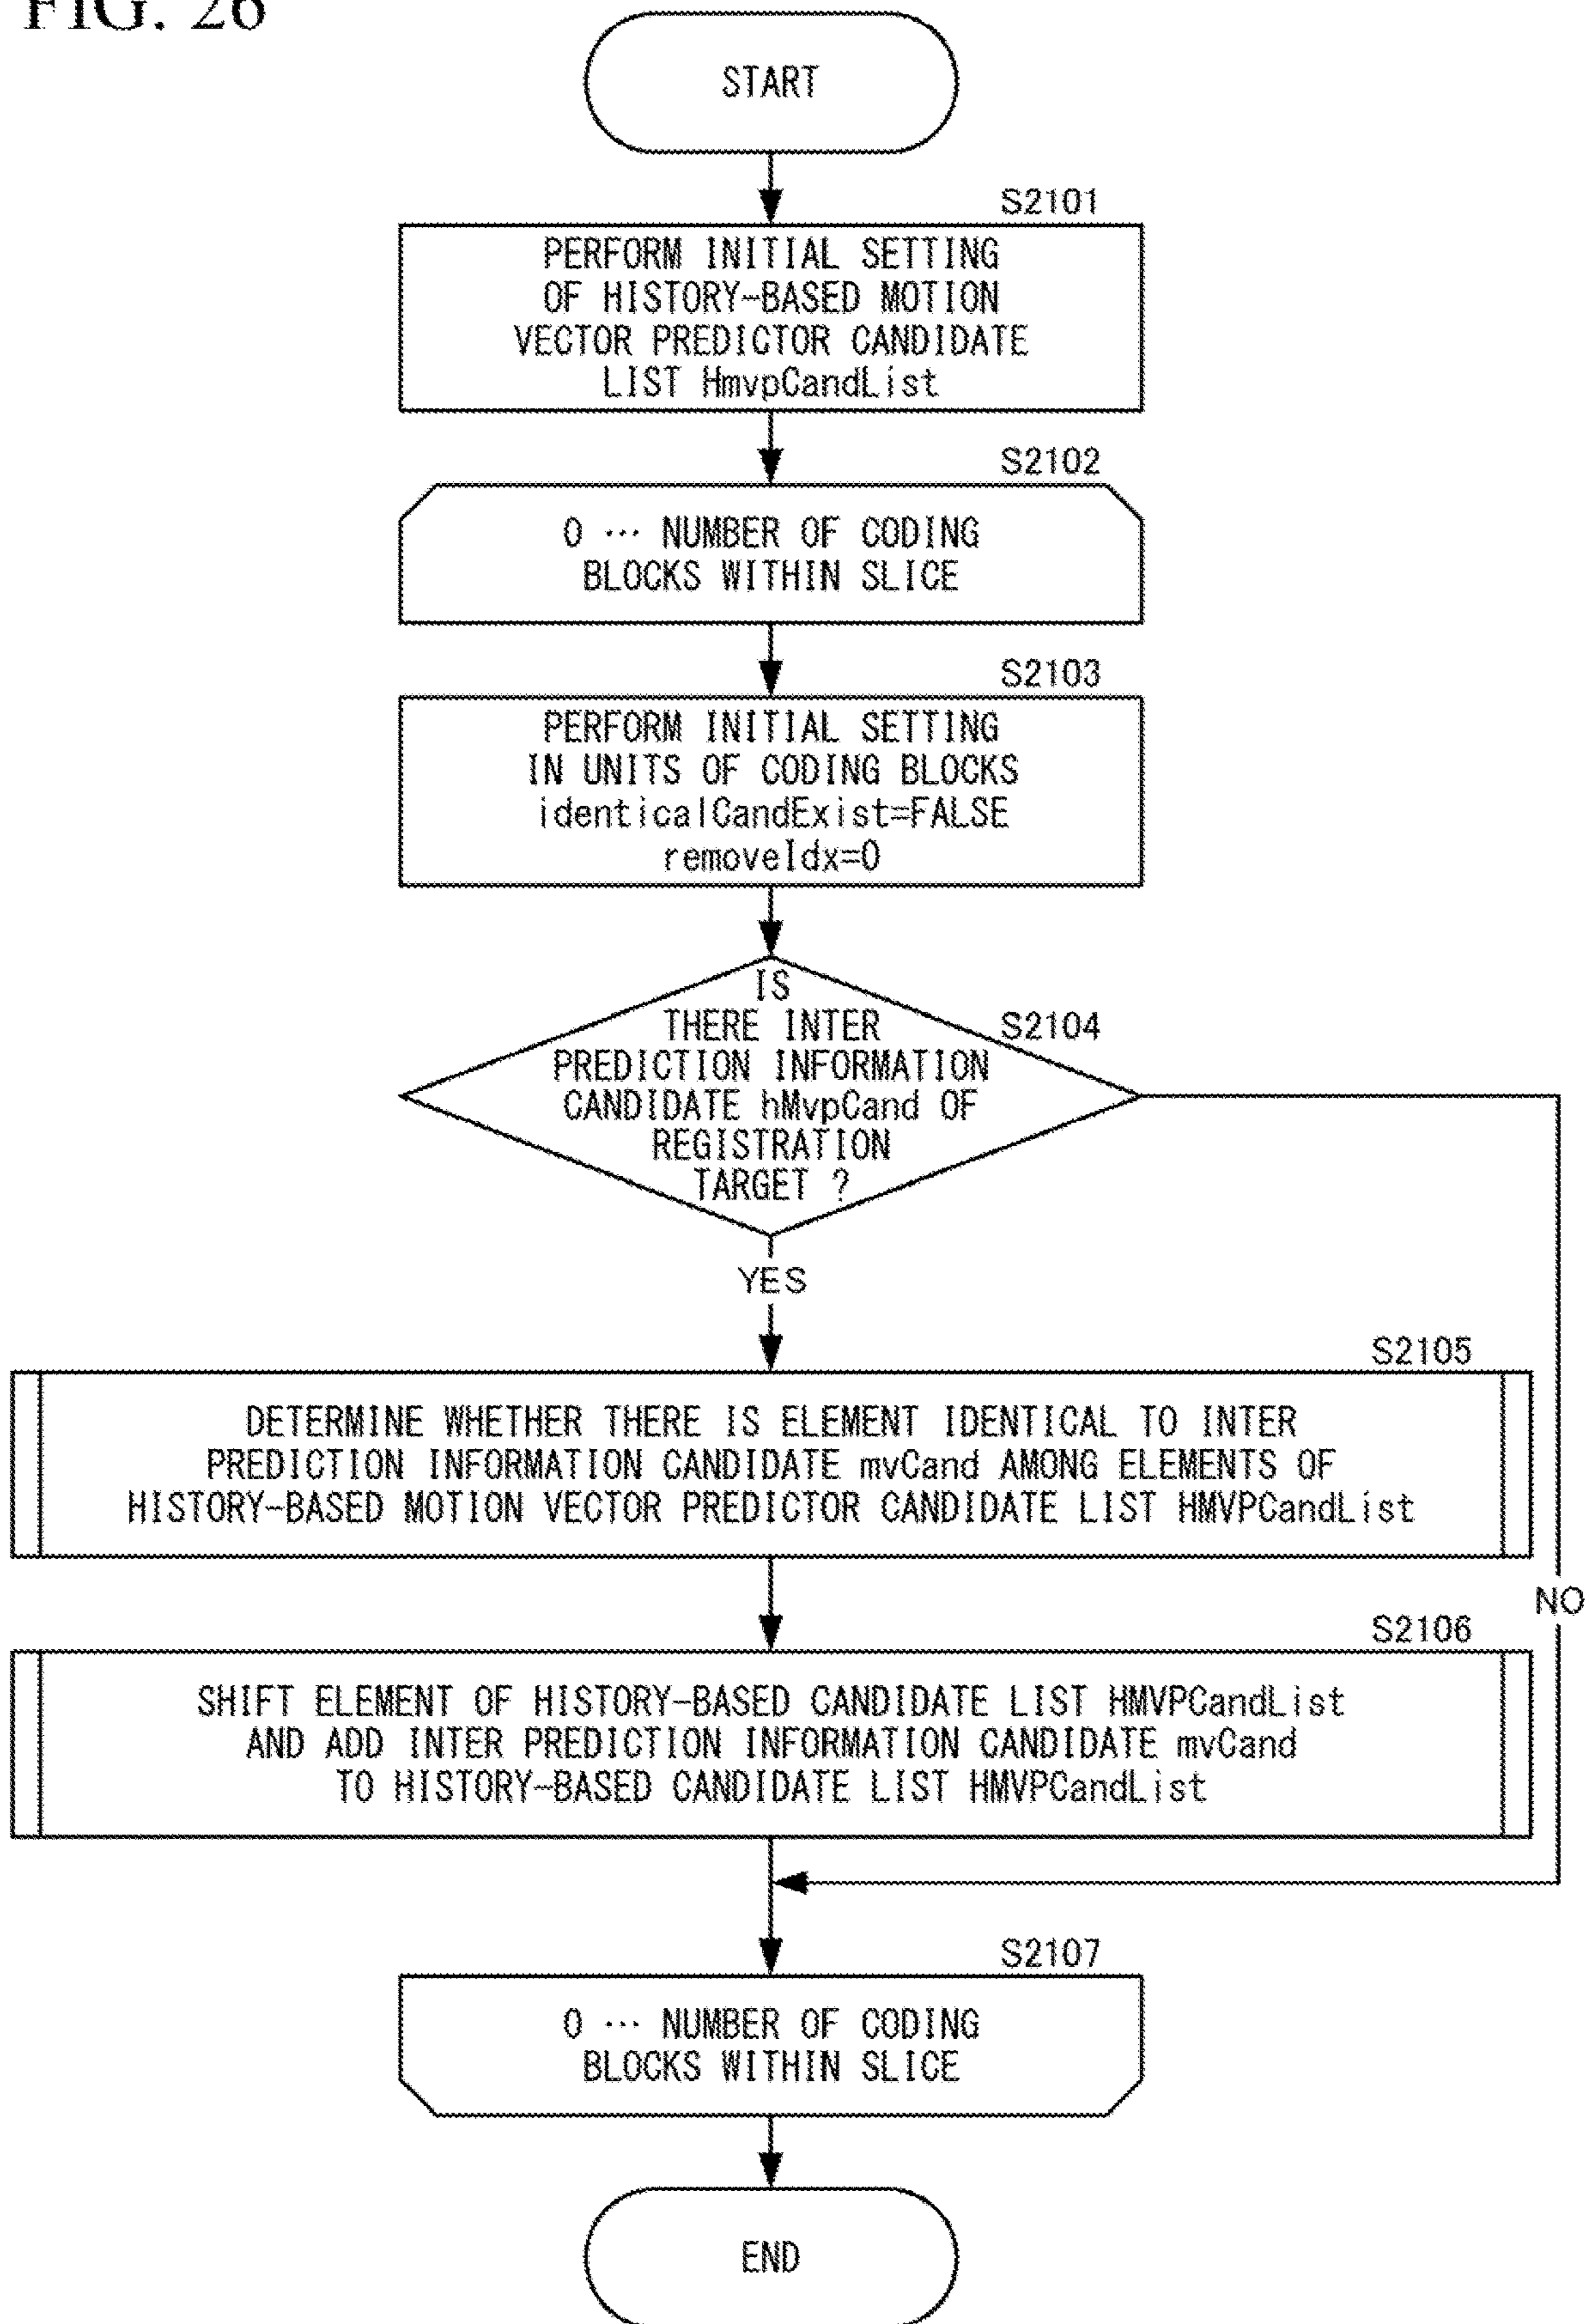 FIG. 26
START
S2101
PERFORM INITIAL SETTING
OF HISTORY-BASED MOTION
VECTOR PREDICTOR CANDIDATE
LIST HmvpCandList
S2102
0 ··· NUMBER OF CODING
BLOCKS WITHIN SLICE
S2103
PERFORM INITIAL SETTING
IN UNITS OF CODING BLOCKS
identicalCandExist=FALSE
removeIdx=0
S2104
IS
THERE INTER
PREDICTION INFORMATION
CANDIDATE hMvpCand OF
REGISTRATION
TARGET ?
YES
S2105
DETERMINE WHETHER THERE IS ELEMENT IDENTICAL TO INTER
PREDICTION INFORMATION CANDIDATE mvCand AMONG ELEMENTS OF
HISTORY-BASED MOTION VECTOR PREDICTOR CANDIDATE LIST HMVPCandList
NO
S2106
SHIFT ELEMENT OF HISTORY-BASED CANDIDATE LIST HMVPCandList
AND ADD INTER PREDICTION INFORMATION CANDIDATE mvCand
TO HISTORY-BASED CANDIDATE LIST HMVPCandList
S2107
0 ··· NUMBER OF CODING
BLOCKS WITHIN SLICE
END